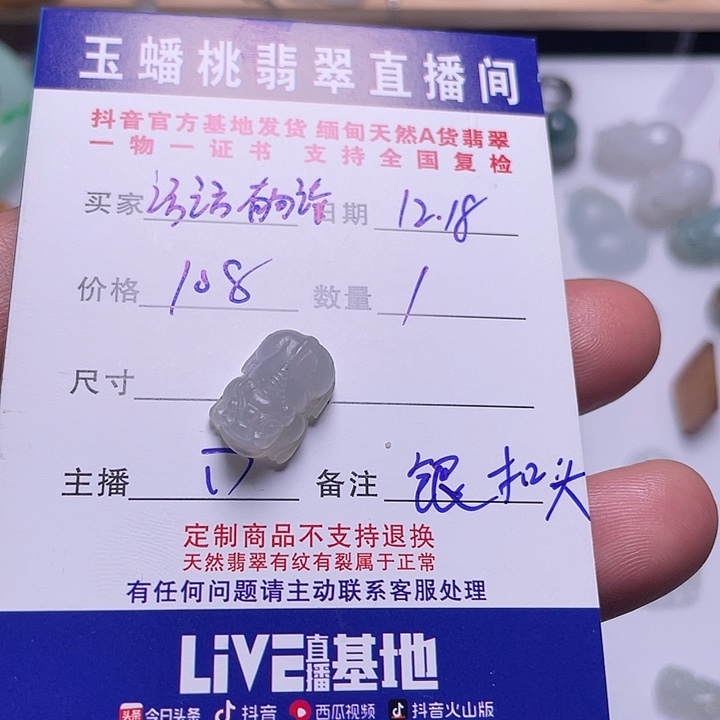 玉蟠桃翡翠直播间
抖音官方基地发货 缅甸天然A货翡翠
一物一证书 支持全国复检
买家 日期 12.18
价格 108 数量 1
尺寸
主播 备注 银扣头
定制商品不支持退换
天然翡翠有纹有裂属于正常
有任何问题请主动联系客服处理
LIVE直播基地
头条 今日头条 抖音 西瓜视频 抖音火山版